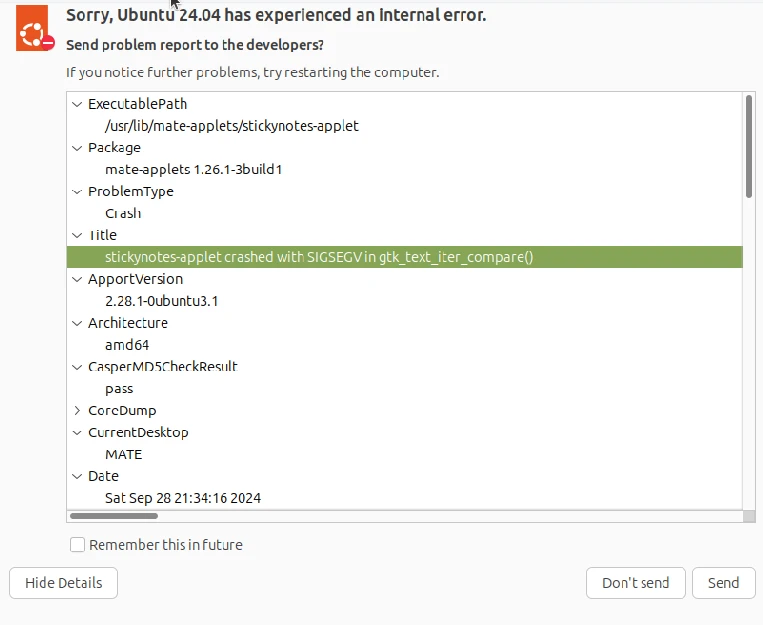 Sorry, Ubuntu 24.04 has experienced an internal error.
Send problem report to the developers?
If you notice further problems, try restarting the computer.
ExecutablePath
/usr/lib/mate-applets/stickynotes-applet
Package
mate-applets 1.26.1-3build1
ProblemType
Crash
Title
stickynotes-applet crashed with SIGSEGV in gtk_text_iter_compare()
ApportVersion
2.28.1-0ubuntu3.1
Architecture
amd64
CasperMD5CheckResult
pass
CoreDump
CurrentDesktop
MATE
Date
Sat Sep 28 21:34:16 2024
Remember this in future
Hide Details
Don't send
Send